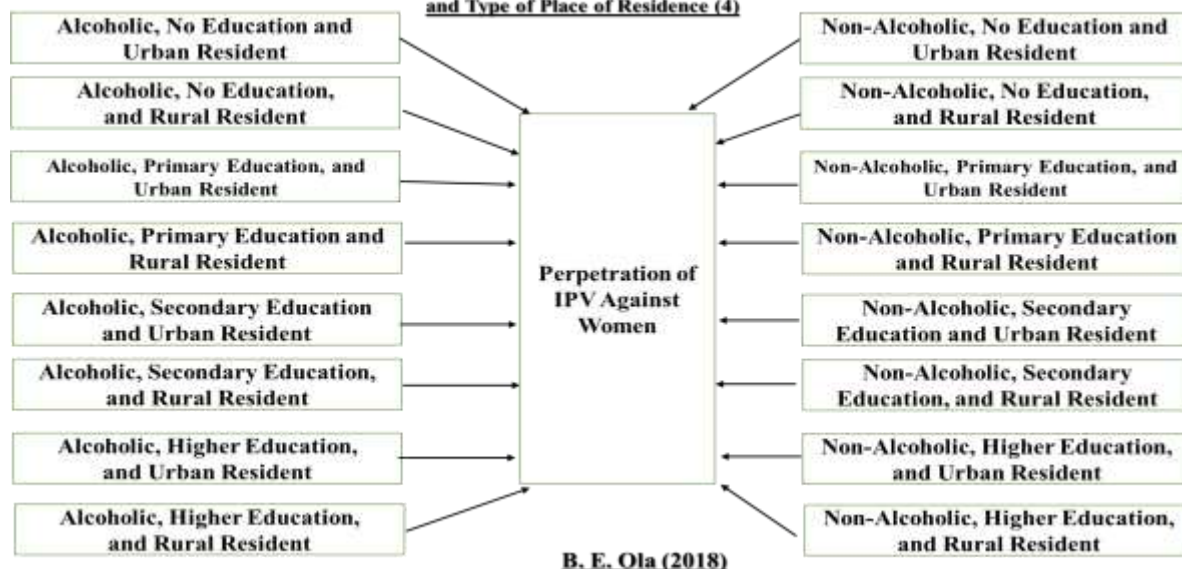 and Type of Place of Residence (4)
Alcoholic, No Education and
Urban Resident
Alcoholic, No Education,
and Rural Resident
Alcoholic, Primary Education, and
Urban Resident
Alcoholic, Primary Education and
Rural Resident
Alcoholic, Secondary Education
and Urban Resident
Alcoholic, Secondary Education,
and Rural Resident
Alcoholic, Higher Education,
and Urban Resident
Alcoholic, Higher Education,
and Rural Resident
Perpetration of
IPV Against
Women
Non-Alcoholic, No Education and
Urban Resident
Non-Alcoholic, No Education,
and Rural Resident
Non-Alcoholic, Primary Education, and
Urban Resident
Non-Alcoholic, Primary Education
and Rural Resident
Non-Alcoholic, Secondary
Education and Urban Resident
Non-Alcoholic, Secondary
Education, and Rural Resident
Non-Alcoholic, Higher Education,
and Urban Resident
Non-Alcoholic, Higher Education,
and Rural Resident
B. E. Ola (2018)